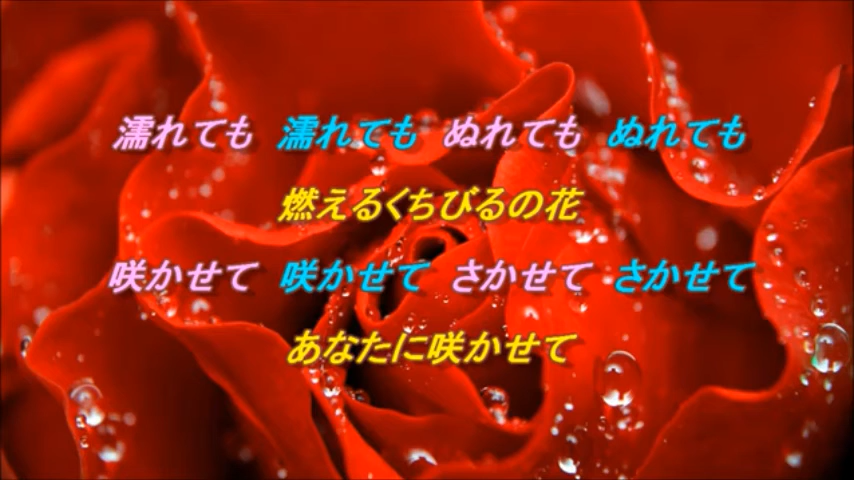 濡れても 濡れても ぬれても ぬれても
燃えるくちびるの花
咲かせて 咲かせて さかせて さかせて
あなたに咲かせて